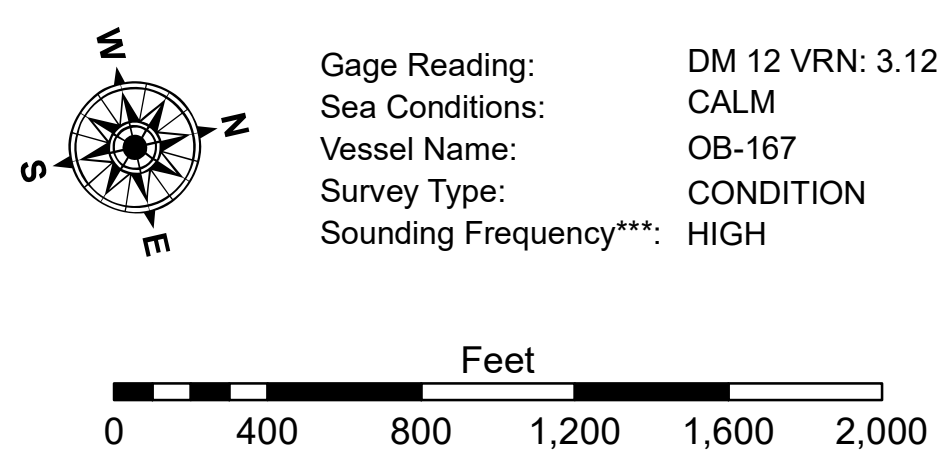 W
N
S
E
Gage Reading: DM 12 VRN: 3.12
Sea Conditions: CALM
Vessel Name: OB-167
Survey Type: CONDITION
Sounding Frequency***: HIGH
Feet
0 400 800 1,200 1,600 2,000